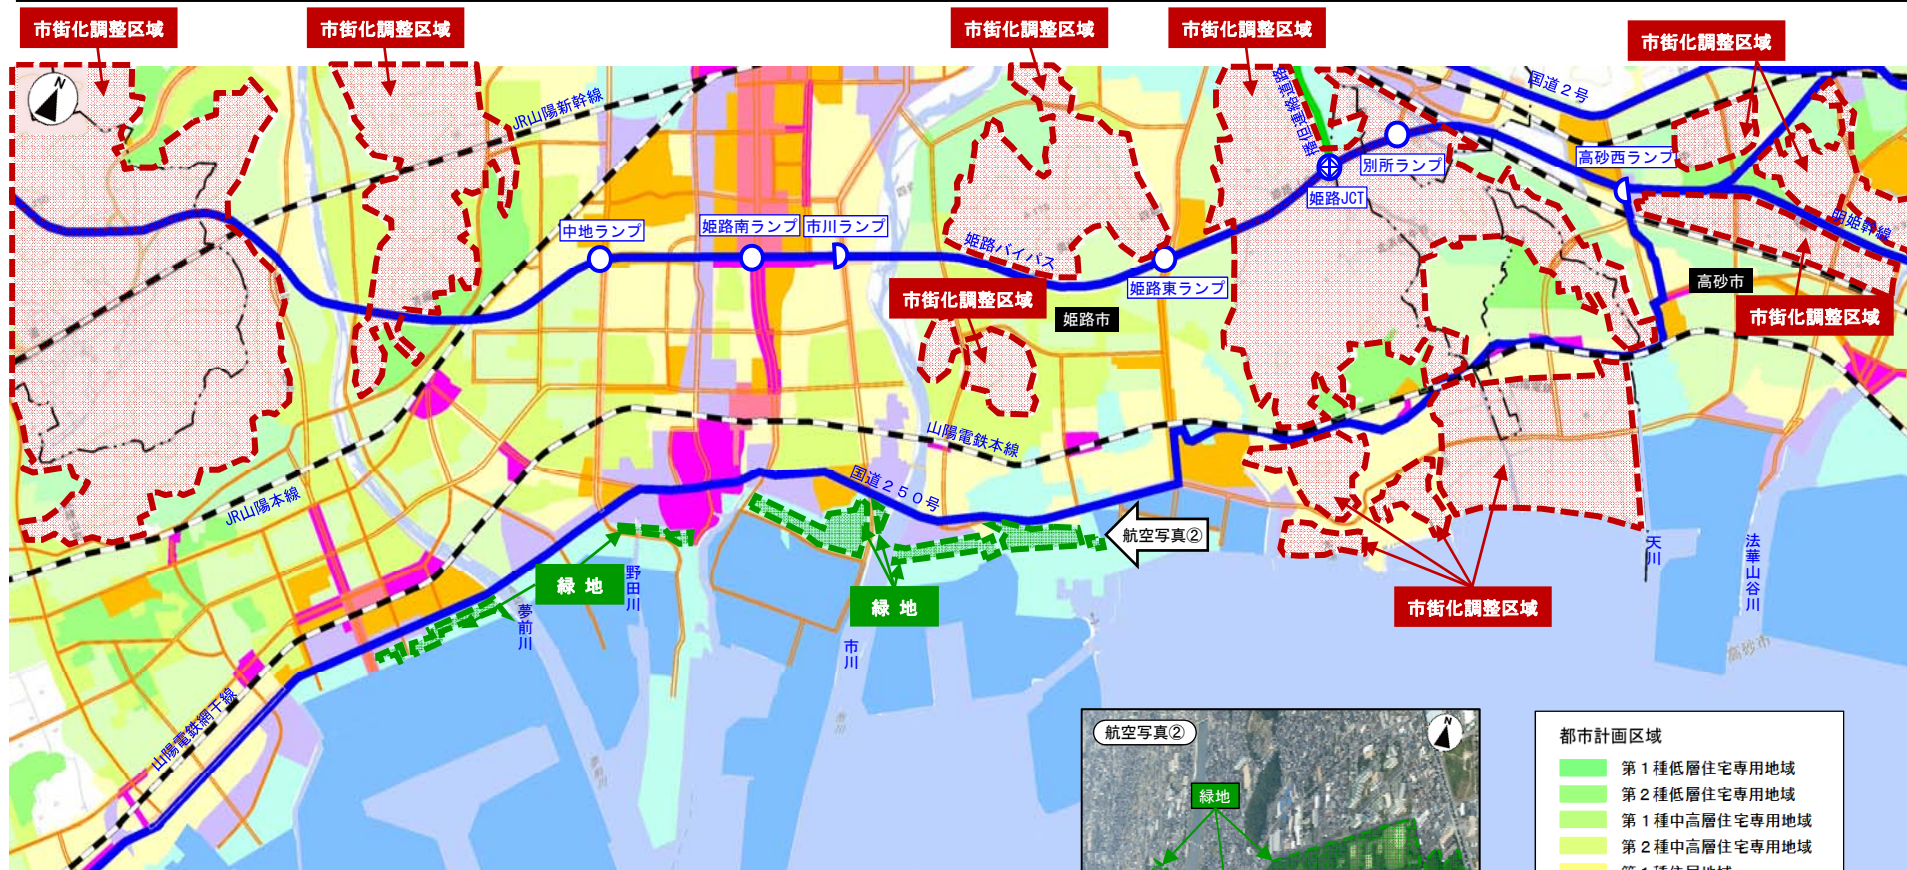 市街化調整区域
市街化調整区域
市街化調整区域
市街化調整区域
市街化調整区域
N
JR山陽新幹線
播但連絡道路
国道2号
別所ランプ
高砂西ランプ
姫路JCT
明姫幹線
中地ランプ
姫路南ランプ
市川ランプ
姫路バイパス
姫路東ランプ
高砂市
市街化調整区域
姫路市
市街化調整区域
山陽電鉄本線
JR山陽本線
国道250号
航空写真②
緑地
野田川
夢前川
緑地
市川
市街化調整区域
天川
法華山谷川
高砂市
山陽電鉄網干線
航空写真②
N
緑地
都市計画区域
第1種低層住宅専用地域
第2種低層住宅専用地域
第1種中高層住宅専用地域
第2種中高層住宅専用地域
第1種住居地域